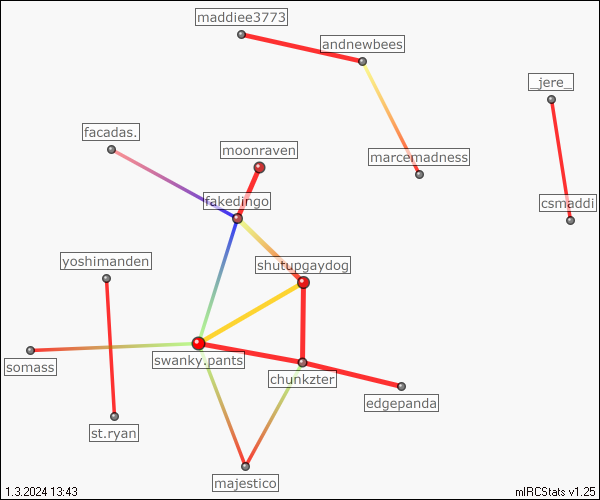 maddiee3773
andnewbees
_jere_
facadas.
moonraven
marcemadness
fakedingo
csmaddi
yoshimanden
shutupgaydog
somass
swanky.pants
chunkzter
edgepanda
st.ryan
majestico
1.3.2024 13:43
mIRCStats v1.25